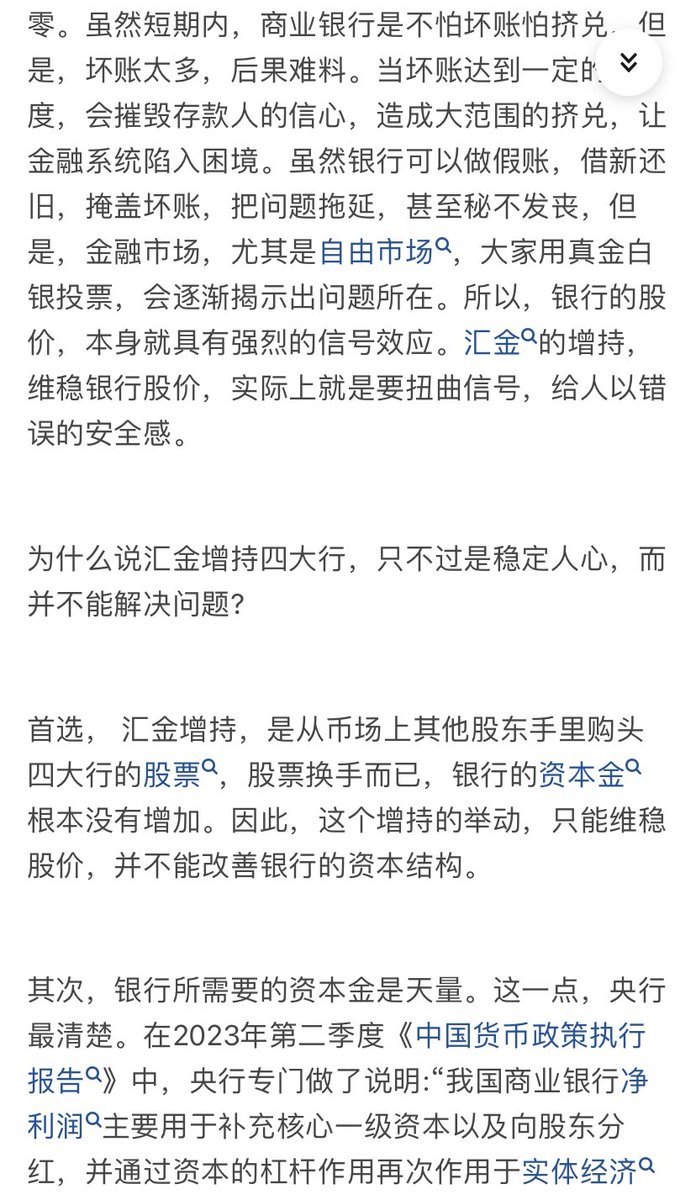 零。虽然短期内，商业银行是不怕坏账怕挤兑。但
是，坏账太多，后果难料。当坏账达到一定的
度，会摧毁存款人的信心，造成大范围的挤兑，让
金融系统陷入困境。虽然银行可以做假账，借新还
旧，掩盖坏账，把问题拖延，甚至秘不发丧，但
是，金融市场，尤其是自由市场，大家用真金白
银投票，会逐渐揭示出问题所在。所以，银行的股
价，本身就具有强烈的信号效应。汇金的增持，
维稳银行股价，实际上就是要扭曲信号，给人以错
误的安全感。
为什么说汇金增持四大行，只不过是稳定人心，而
并不能解决问题?
首选， 汇金增持，是从币场上其他股东手里购头
四大行的股票，股票换手而已，银行的资本金
根本没有增加。因此，这个增持的举动，只能维稳
股价，并不能改善银行的资本结构。
其次，银行所需要的资本金是天量。这一点，央行
最清楚。在2023年第二季度《中国货币政策执行
报告》中，央行专门做了说明:“我国商业银行净
利润主要用于补充核心一级资本以及向股东分
红，并通过资本的杠杆作用再次作用于实体经济